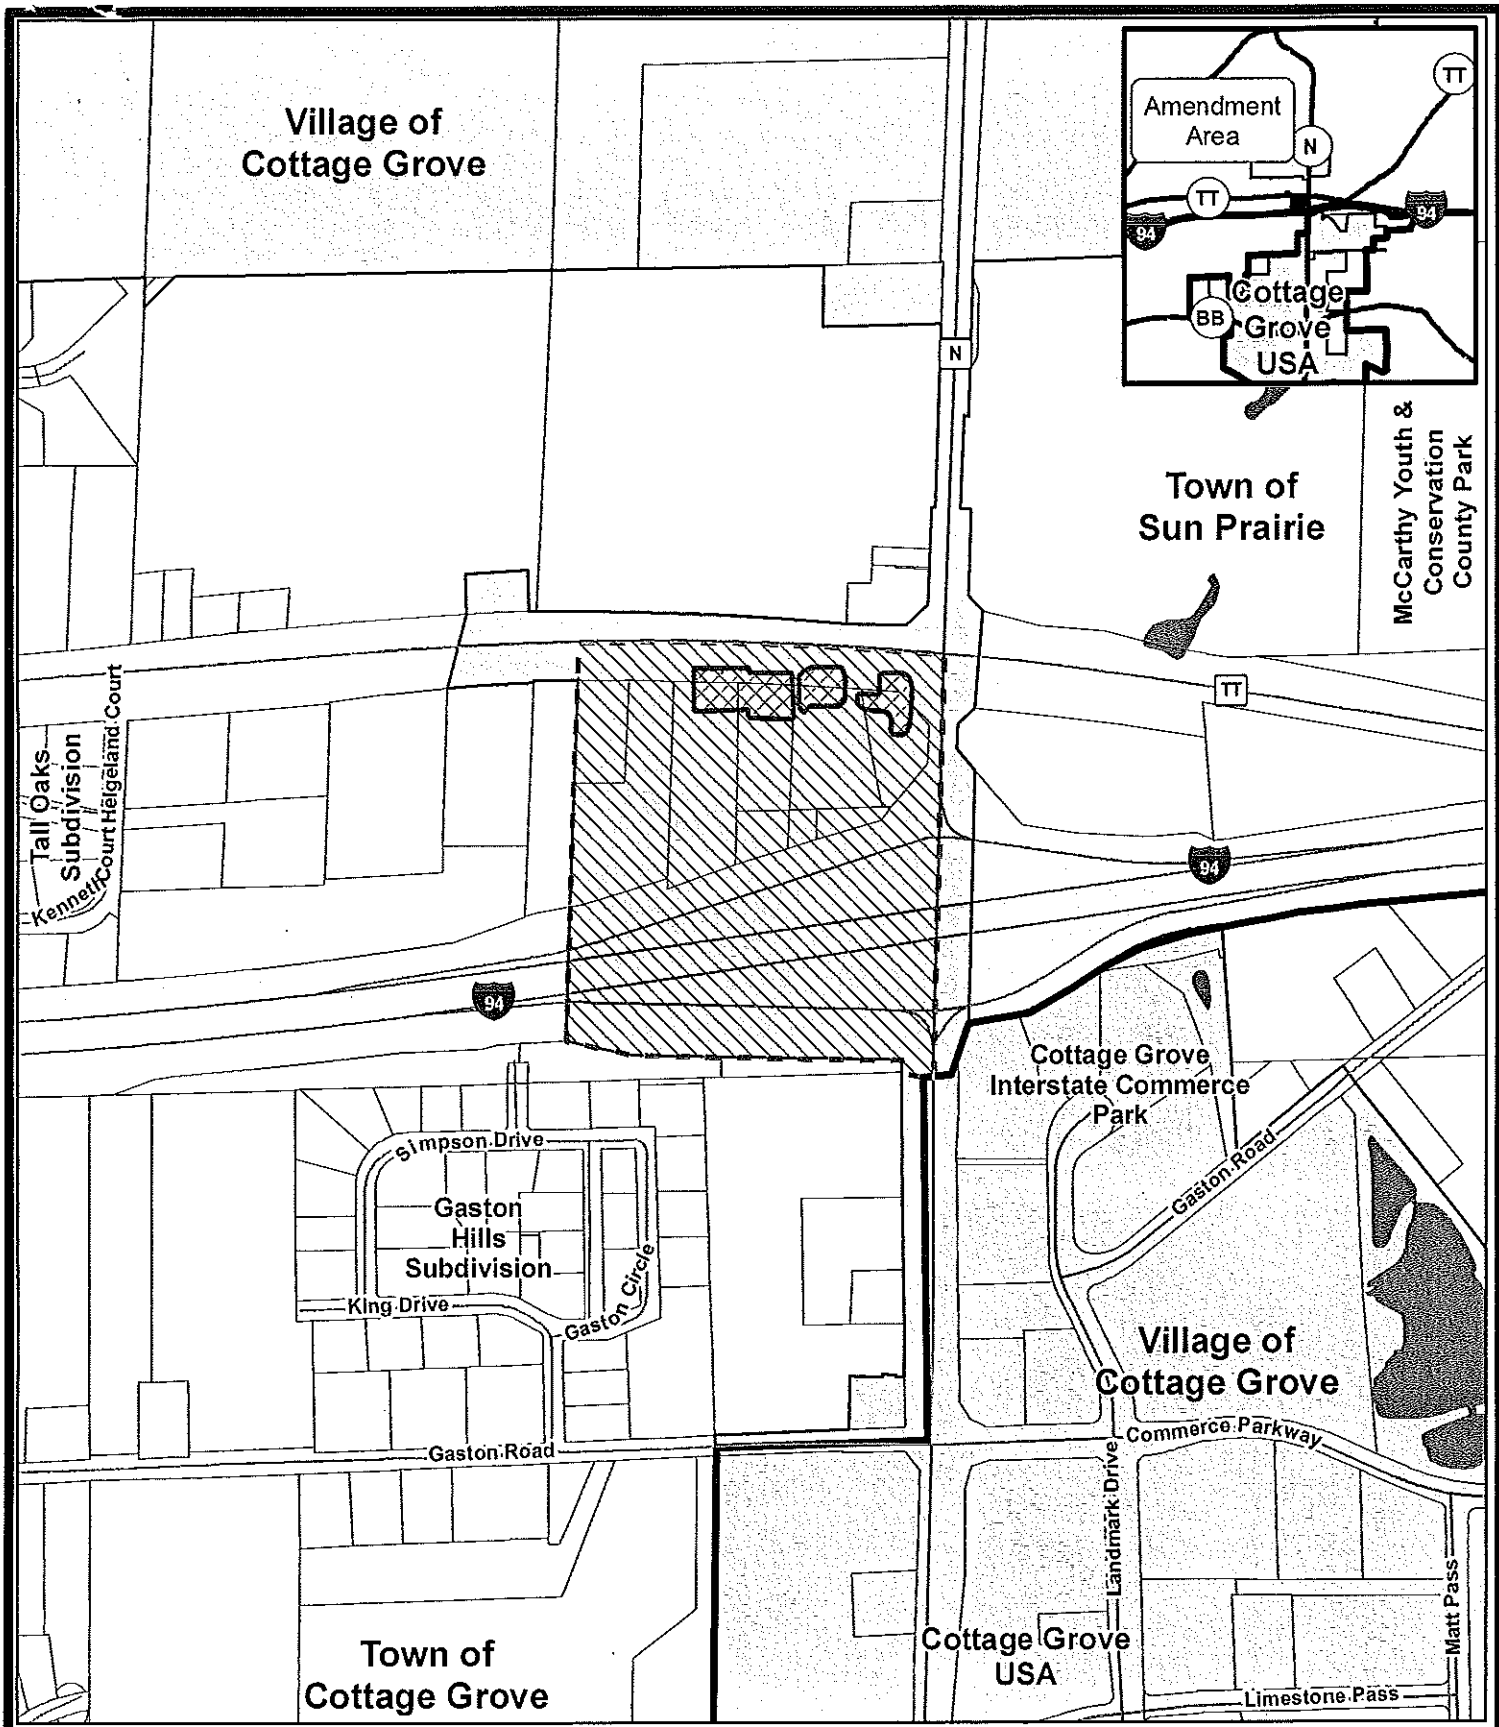 Village of
Cottage Grove
Amendment
Area
TT
N
TT
94
94
Cottage
Grove
USA
BB
N
Town of
Sun Prairie
McCarthy Youth &
Conservation
County Park
TT
Tall Oaks
Subdivision
Helgeland Court
Kenneth Court
94
94
Cottage Grove
Interstate Commerce
Park
Simpson Drive
Gaston Road
Gaston
Hills
Subdivision
King Drive
Gaston Circle
Village of
Cottage Grove
Commerce Parkway
Gaston Road
Landmark Drive
Matt Pass
Town of
Cottage Grove
Cottage Grove
USA
Limestone Pass